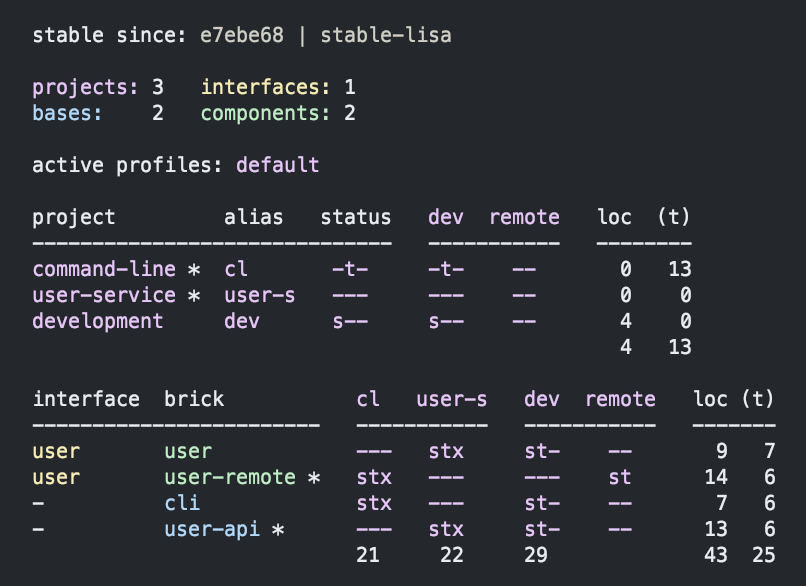 stable since: e7ebe68 | stable-lisa
projects: 3   interfaces: 1
bases:    2   components: 2
active profiles: default
project         alias   status   dev  remote   loc  (t)
------------------------------   -----------   --------
command-line *  cl       -t-     -t-    --       0   13
user-service *  user-s   ---     ---    --       0    0
development     dev      s--     s--    --       4    0
                                                 4   13
interface  brick           cl   user-s   dev  remote   loc (t)
------------------------   -----------   -----------   -------
user       user            ---   stx     st-    --       9   7
user       user-remote *   stx   ---     ---    st      14   6
-          cli             stx   ---     st-    --       7   6
-          user-api *      ---   stx     st-    --      13   6
                           21     22     29             43  25